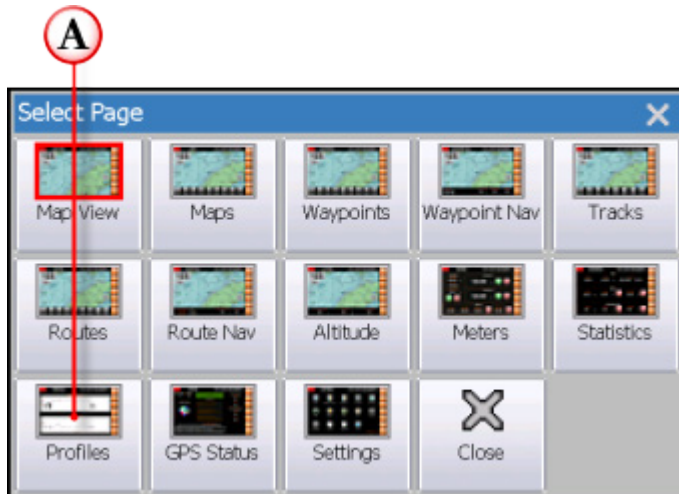 A
Select Page
Map View Maps Waypoints Waypoint Nav Tracks
Routes Route Nav Altitude Meters Statistics
Profiles GPS Status Settings Close